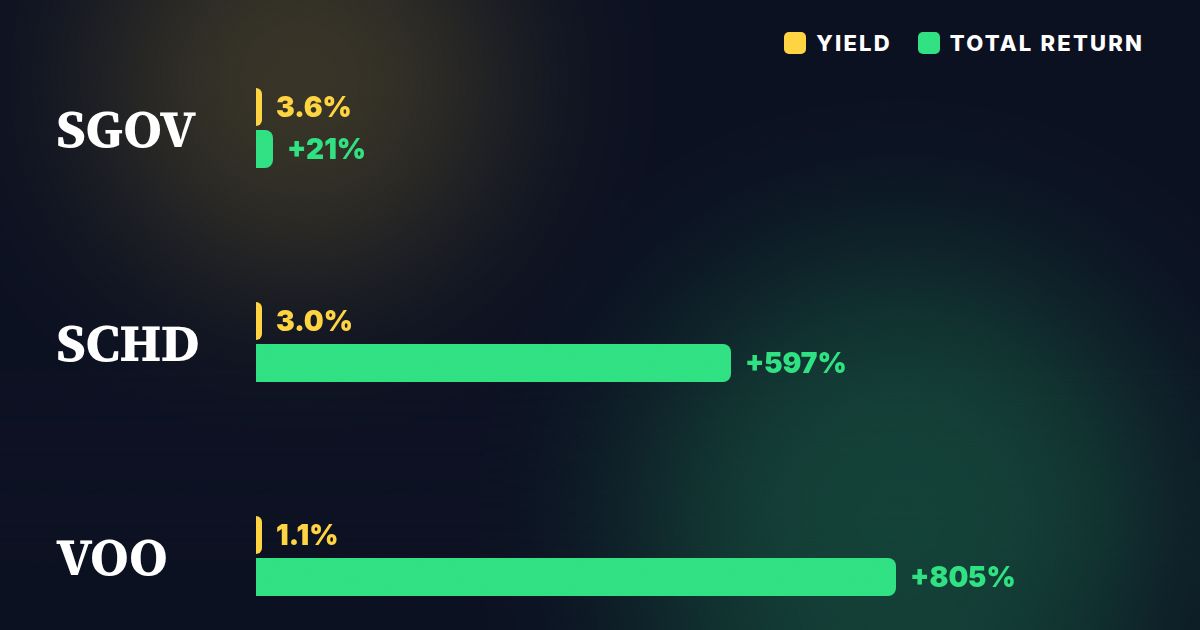 YIELD TOTAL RETURN
SGOV
3.6%
+21%
SCHD
3.0%
+597%
VOO
1.1%
+805%